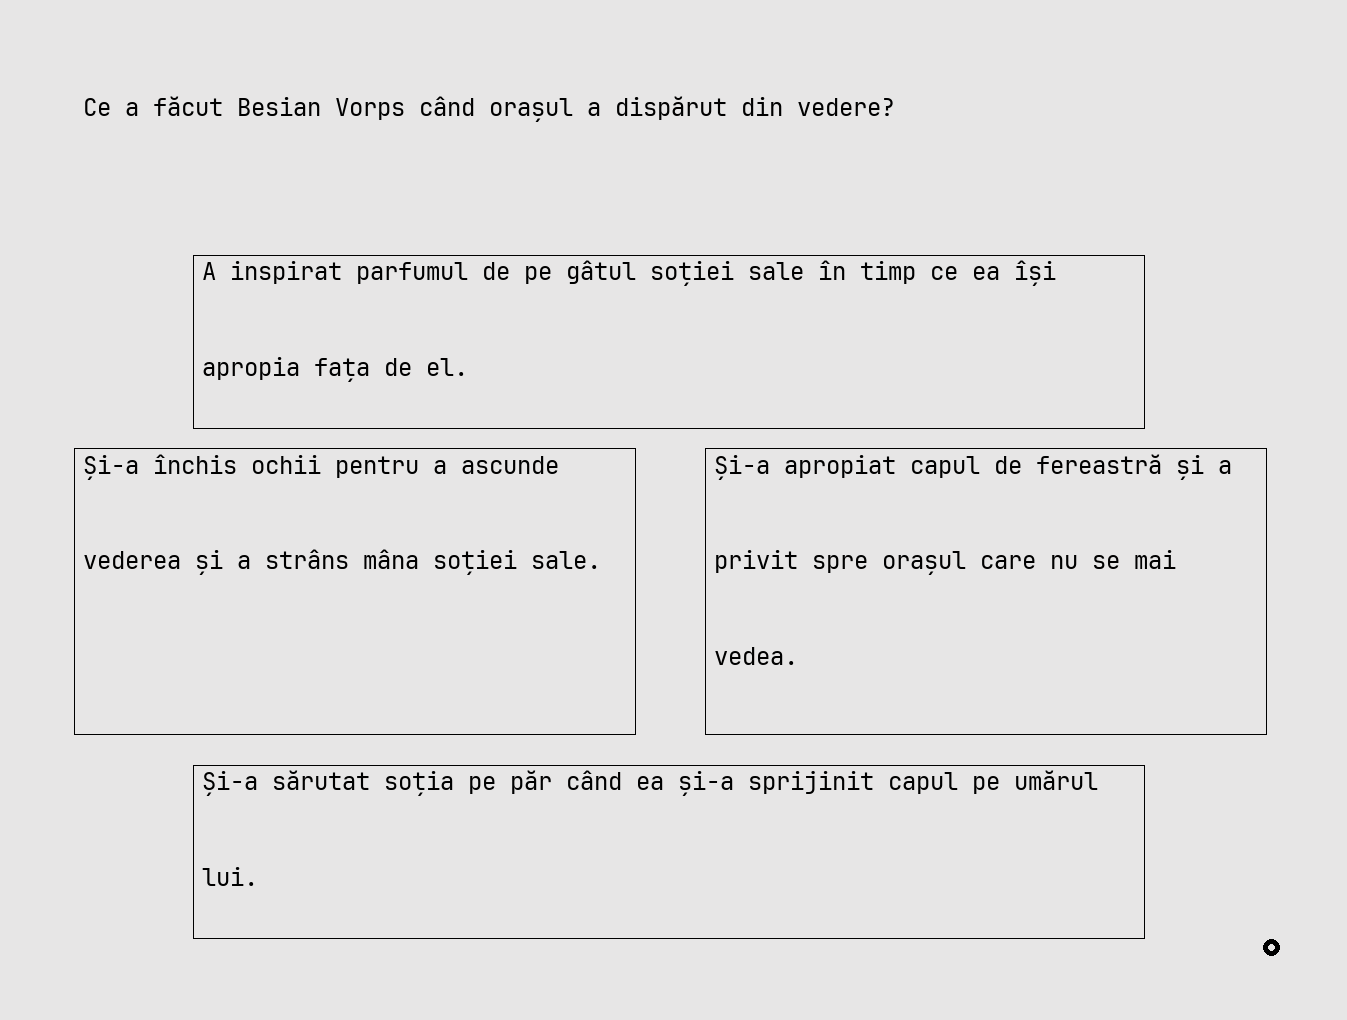 Ce a făcut Besian Vorps când orașul a dispărut din vedere?
A inspirat parfumul de pe gâtul soției sale în timp ce ea își
apropia fața de el.
Și-a închis ochii pentru a ascunde
vederea și a strâns mâna soției sale.
Și-a apropiat capul de fereastră și a
privit spre orașul care nu se mai
vedea.
Și-a sărutat soția pe păr când ea și-a sprijinit capul pe umărul
lui.